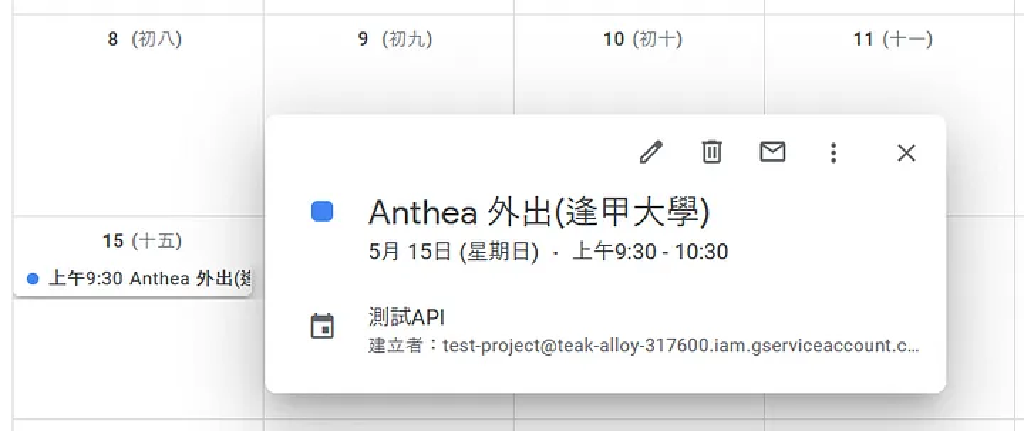 8 (初八)
9 (初九)
10 (初十)
11 (十一)
Anthea 外出(逢甲大學)
5月 15日 (星期日) · 上午9:30 - 10:30
15 (十五)
上午9:30 Anthea 外出(逢
測試API
建立者：test-project@teak-alloy-317600.iam.gserviceaccount.c...